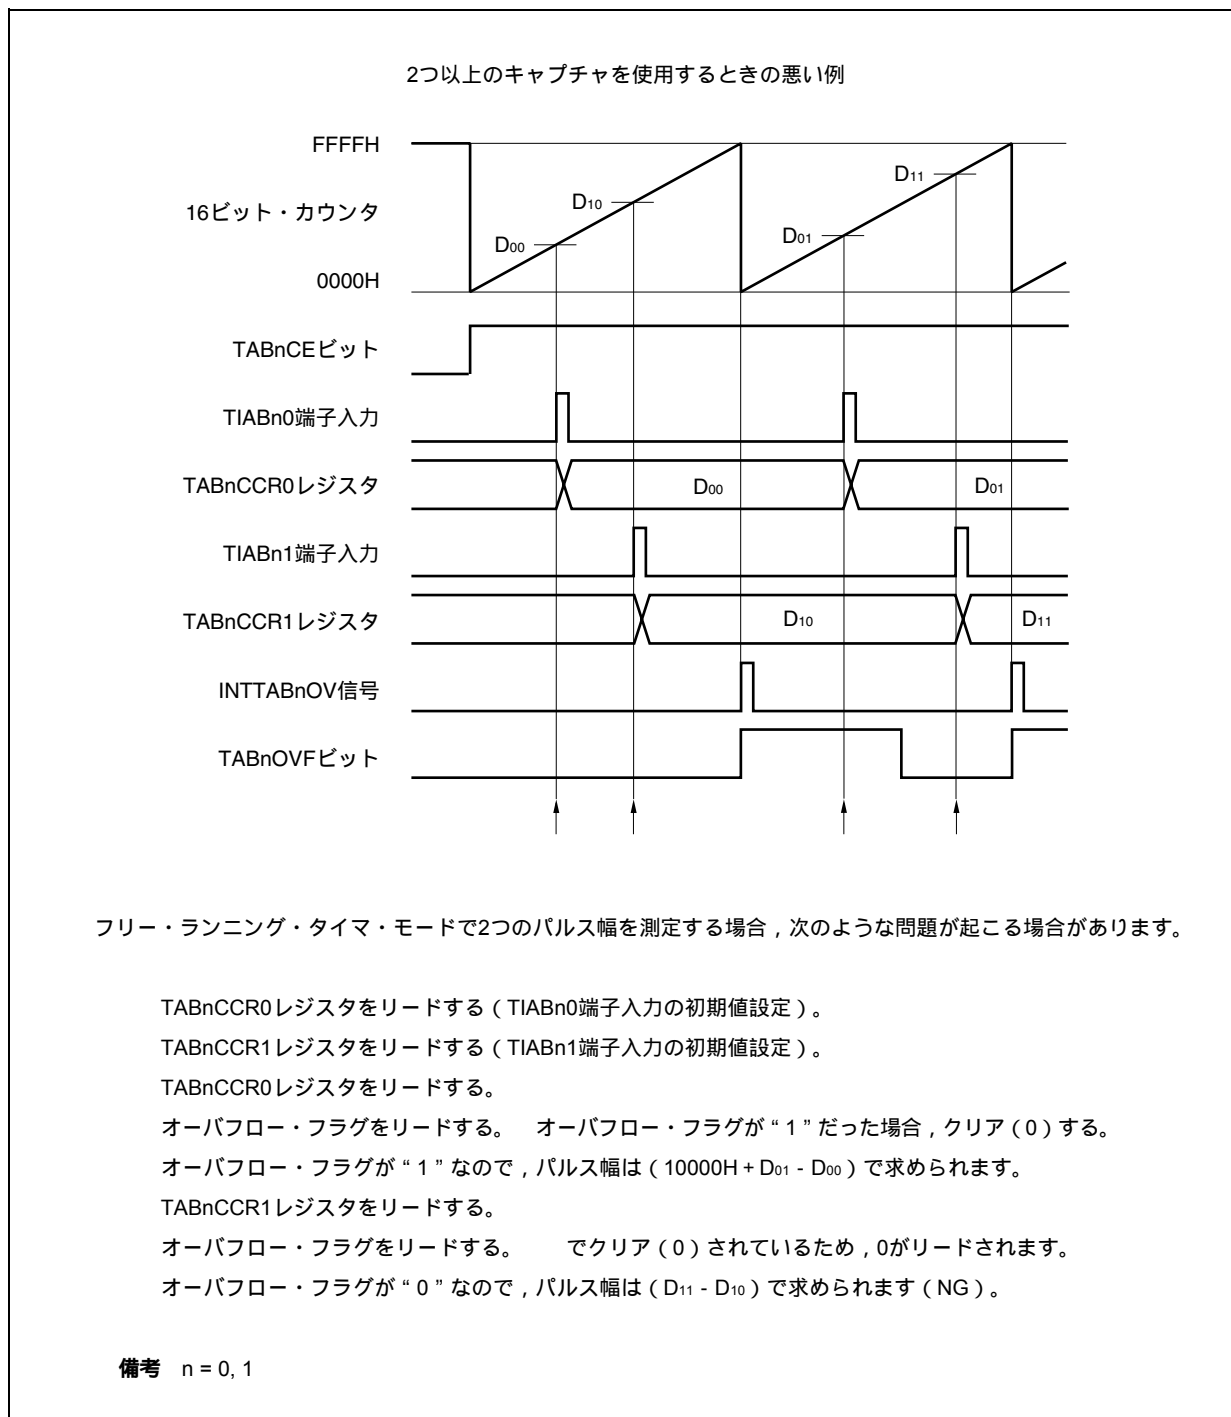 2つ以上のキャプチャを使用するときの悪い例
FFFFH
16ビット・カウンタ
0000H
D00
D10
D01
D11
TABnCEビット
TIABn0端子入力
TABnCCR0レジスタ
D00
D01
TIABn1端子入力
TABnCCR1レジスタ
D10
D11
INTTABnOV信号
TABnOVFビット
フリー・ランニング・タイマ・モードで2つのパルス幅を測定する場合，次のような問題が起こる場合があります。
TABnCCR0レジスタをリードする（TIABn0端子入力の初期値設定）。
TABnCCR1レジスタをリードする（TIABn1端子入力の初期値設定）。
TABnCCR0レジスタをリードする。
オーバフロー・フラグをリードする。　オーバフロー・フラグが“1”だった場合，クリア（0）する。
オーバフロー・フラグが“1”なので，パルス幅は（10000H + D01 - D00）で求められます。
TABnCCR1レジスタをリードする。
オーバフロー・フラグをリードする。　　でクリア（0）されているため，0がリードされます。
オーバフロー・フラグが“0”なので，パルス幅は（D11 - D10）で求められます（NG）。
備考　n = 0, 1